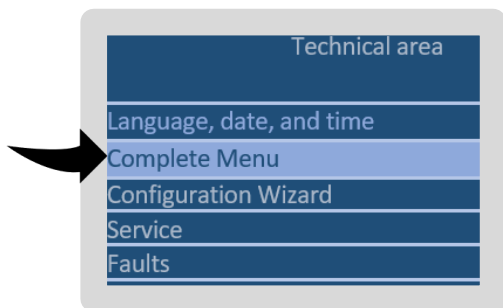 Technical area
Language, date, and time
Complete Menu
Configuration Wizard
Service
Faults